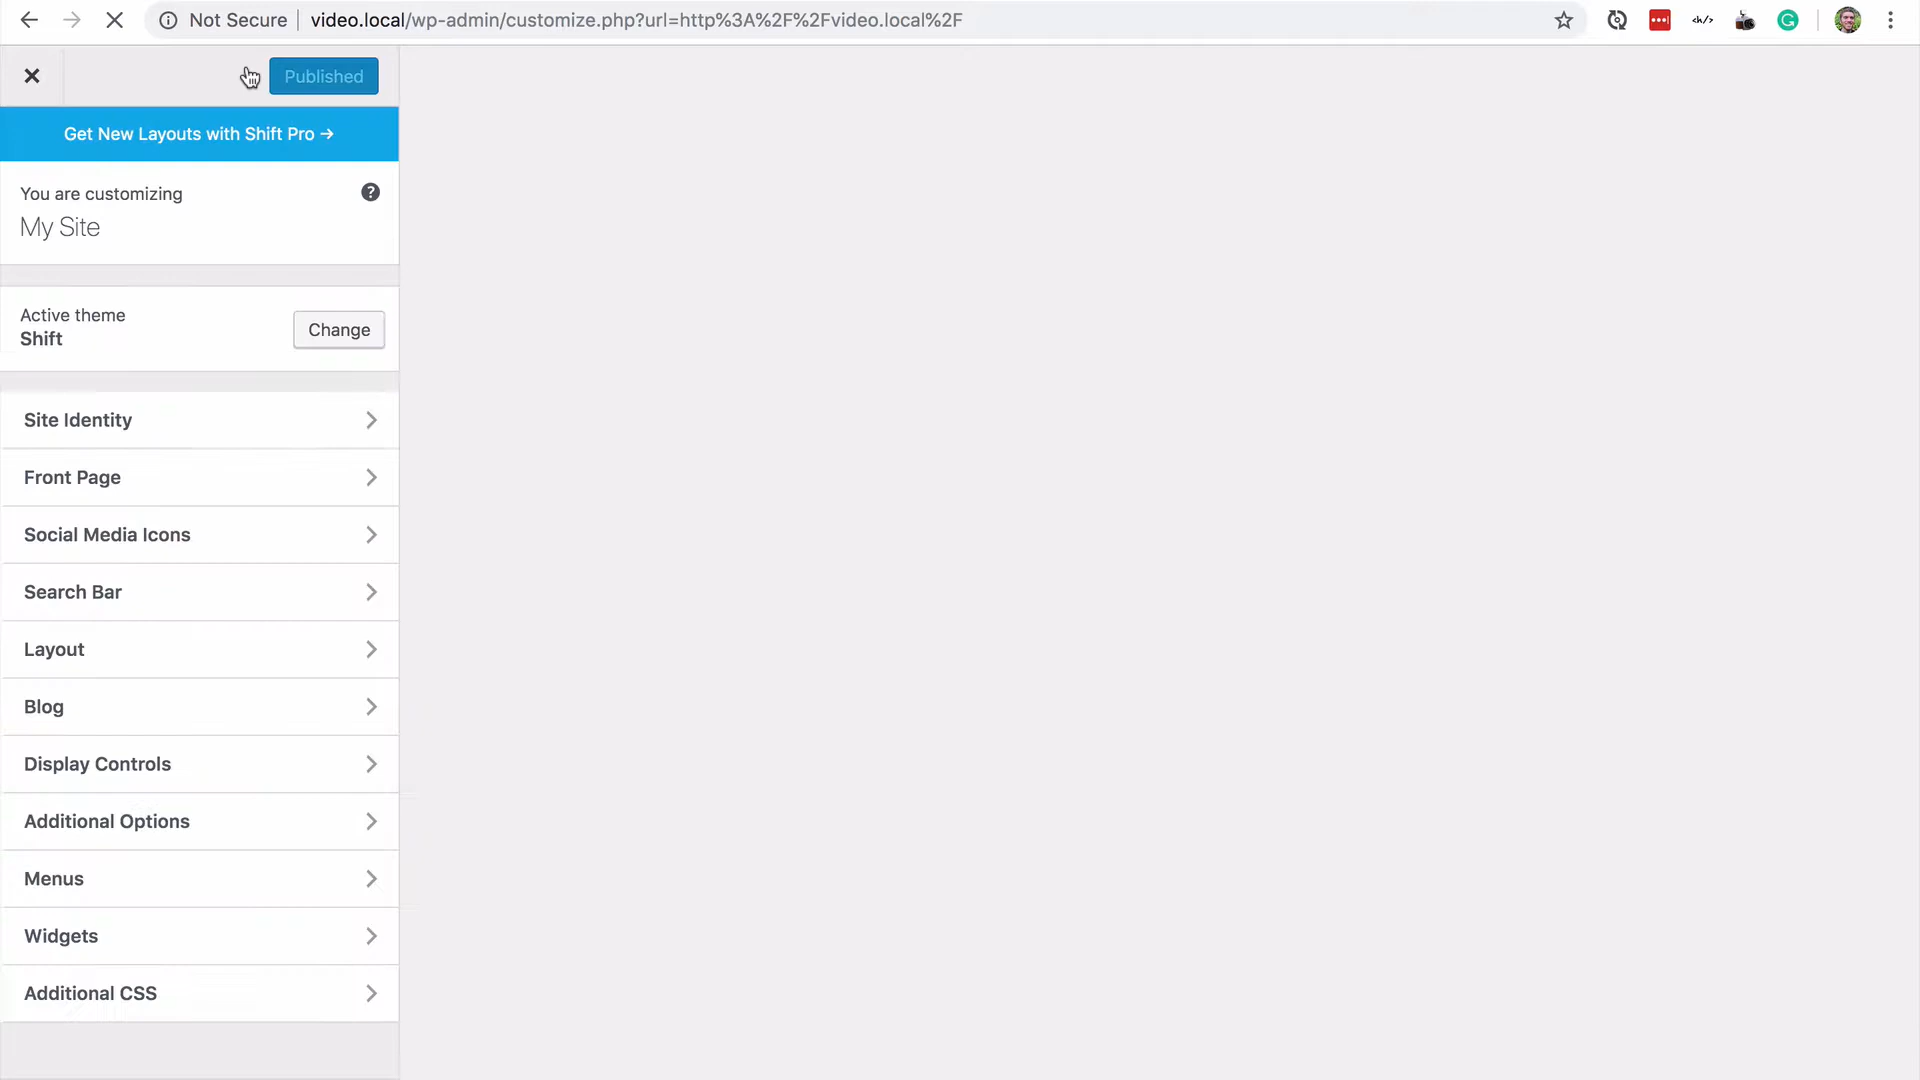 Not Secure video.local/wp-admin/customize.php?url=http%3A%2F%2Fvideo.local%2F
Published
Get New Layouts with Shift Pro →
You are customizing
My Site
Active theme
Shift
Change
Site Identity
Front Page
Social Media Icons
Search Bar
Layout
Blog
Display Controls
Additional Options
Menus
Widgets
Additional CSS